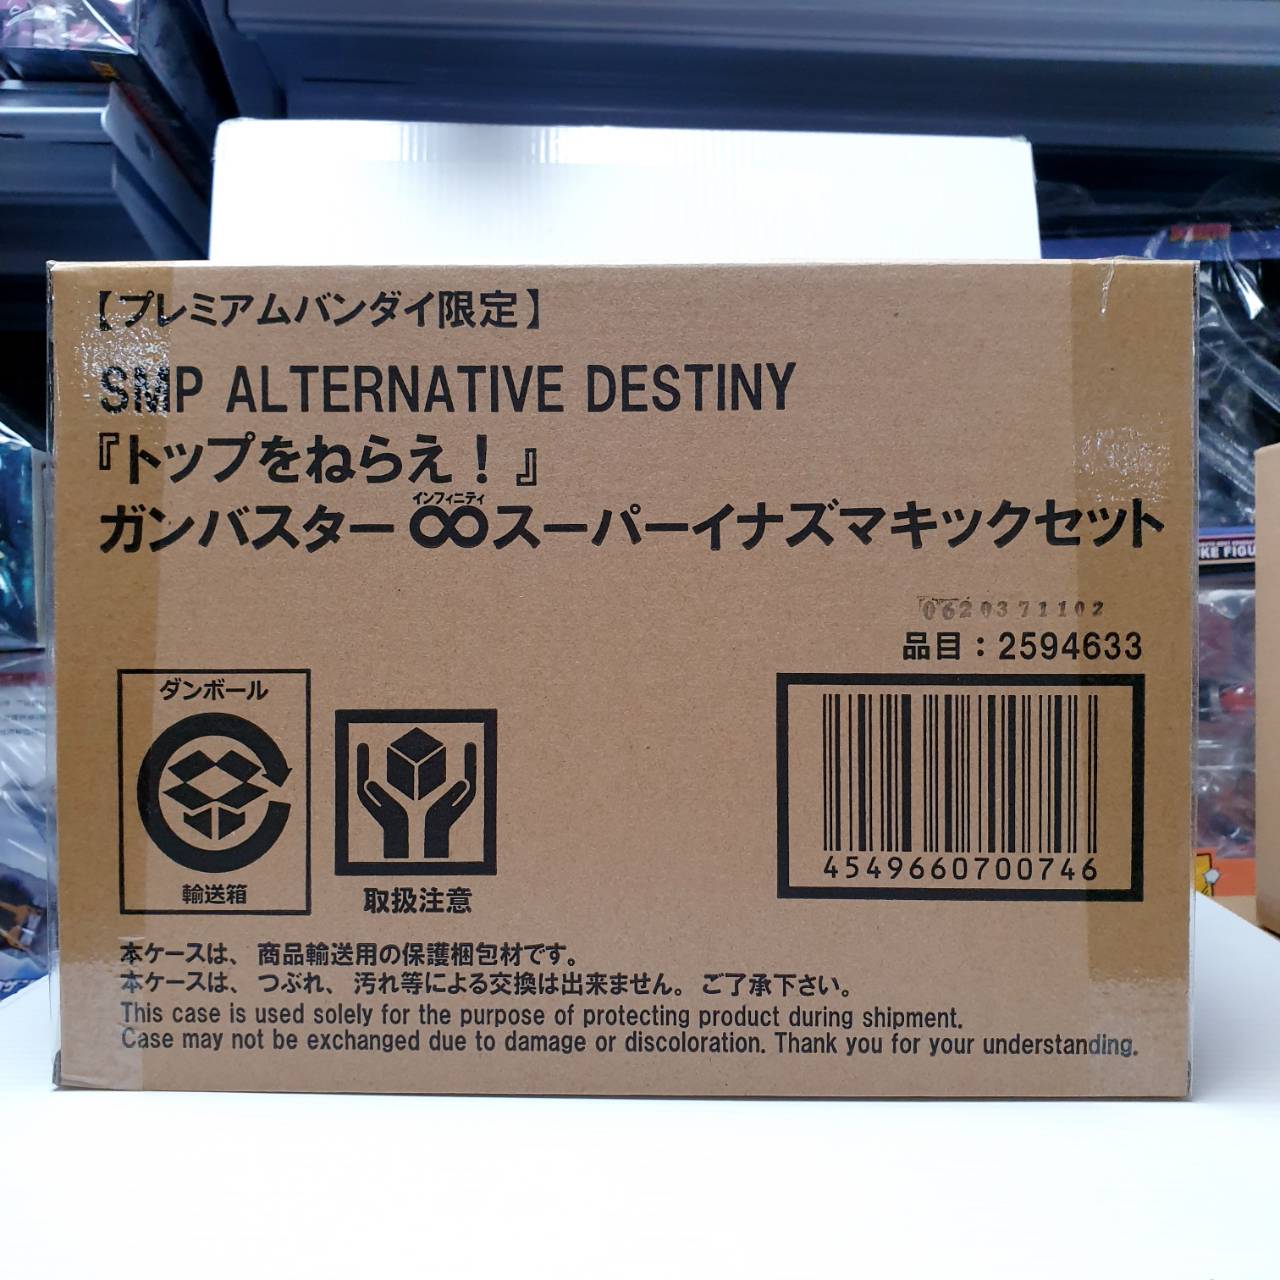 【プレミアムバンダイ限定】
SMP ALTERNATIVE DESTINY
『トップをねらえ！』
インフィニティ
ガンバスター∞スーパーイナズマキックセット
0620371102
品目：2594633
ダンボール
輸送箱
取扱注意
4549660700746
本ケースは、商品輸送用の保護梱包材です。
本ケースは、つぶれ、汚れ等による交換は出来ません。ご了承下さい。
This case is used solely for the purpose of protecting product during shipment.
Case may not be exchanged due to damage or discoloration. Thank you for your understanding.